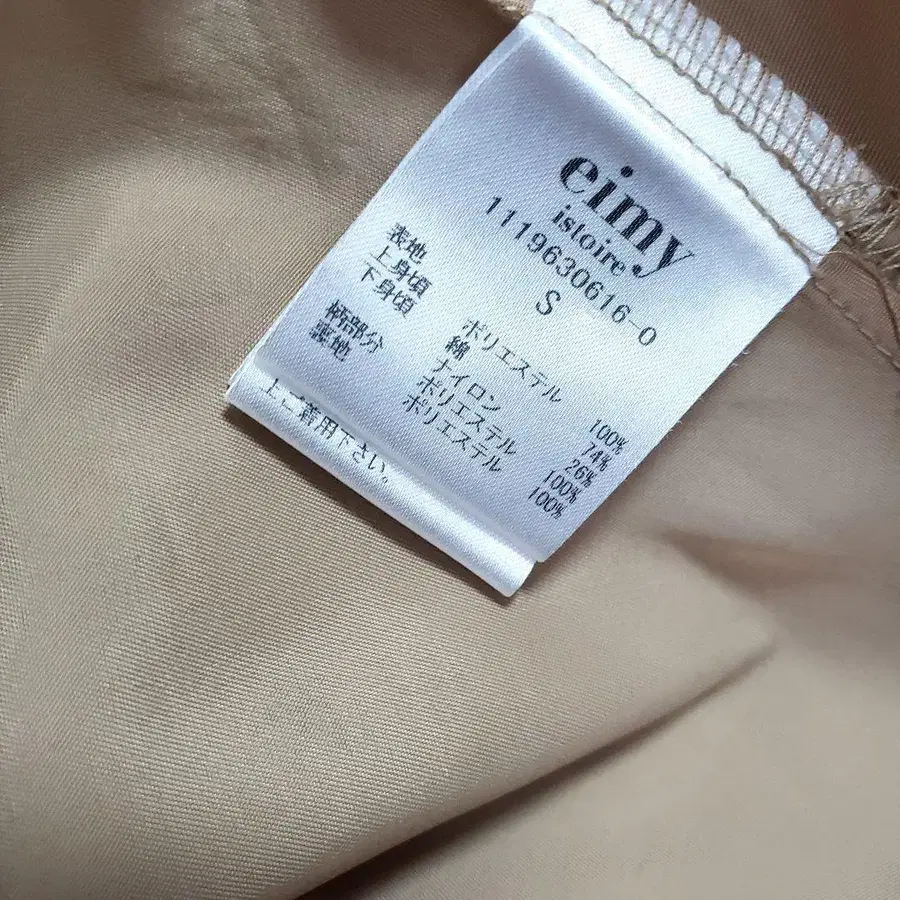 eimy
istoire
1119630616-0
S
表地
上身頃 ポリエステル 100%
下身頃 綿 74%
ナイロン 26%
柄部分 ポリエステル 100%
裏地 ポリエステル 100%
上ご着用下さい。